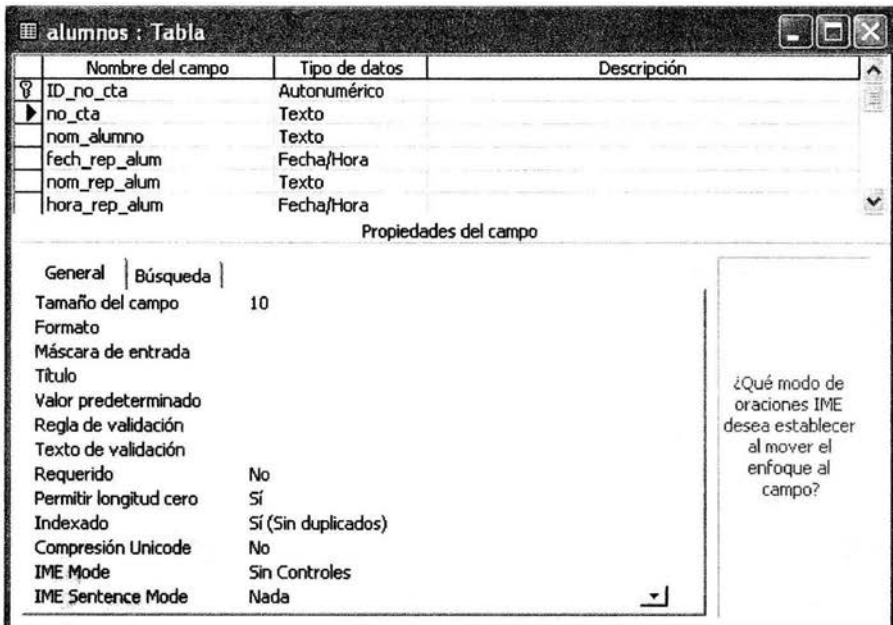 alumnos : Tabla
Nombre del campo Tipo de datos Descripción
ID_no_cta Autonumérico
no_cta Texto
nom_alumno Texto
fech_rep_alum Fecha/Hora
nom_rep_alum Texto
hora_rep_alum Fecha/Hora
Propiedades del campo
General Búsqueda
Tamaño del campo 10
Formato
Máscara de entrada
Título
Valor predeterminado
Regla de validación
Texto de validación
Requerido No
Permitir longitud cero Sí
Indexado Sí (Sin duplicados)
Compresión Unicode No
IME Mode Sin Controles
IME Sentence Mode Nada
¿Qué modo de
oraciones IME
desea establecer
al mover el
enfoque al
campo?